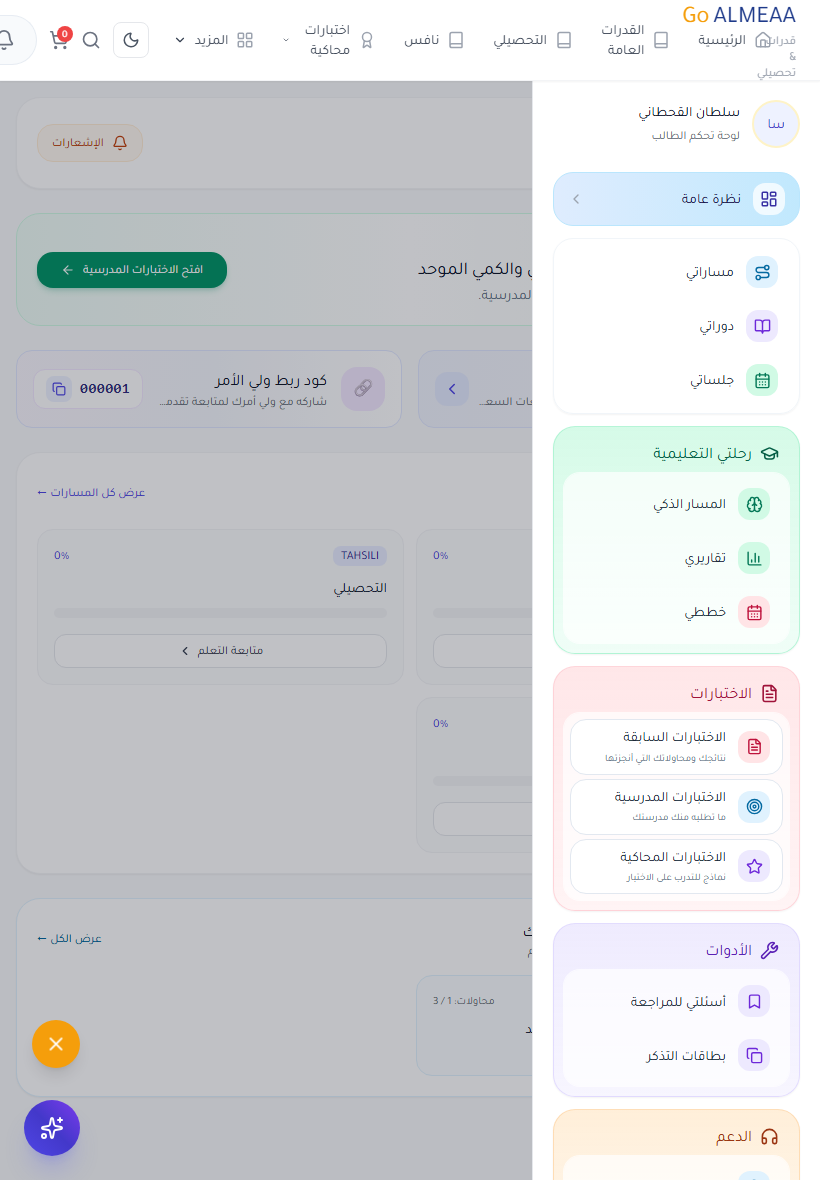 Go ALMEAA
قدرات
&
تحصيلي
الرئيسية
القدرات
العامة
التحصيلي
نافس
اختبارات
محاكية
المزيد
0
سا
سلطان القحطاني
لوحة تحكم الطالب
نظرة عامة
مساراتي
دوراتي
جلساتي
رحلتي التعليمية
المسار الذكي
تقاريري
خططي
الاختبارات
الاختبارات السابقة
نتائجك ومحاولاتك التي أنجزتها
الاختبارات المدرسية
ما تطلبه منك مدرستك
الاختبارات المحاكية
نماذج للتدرب على الاختبار
الأدوات
أسئلتي للمراجعة
بطاقات التذكر
الدعم
الإشعارات
والكمي الموحد
المدرسية.
افتح الاختبارات المدرسية ←
كود ربط ولي الأمر
شاركه مع ولي أمرك لمتابعة تقدمـ...
000001
عرض كل المسارات ←
0%
TAHSILI
0%
التحصيلي
متابعة التعلم
0%
عرض الكل ←
محاولات: 1 / 3